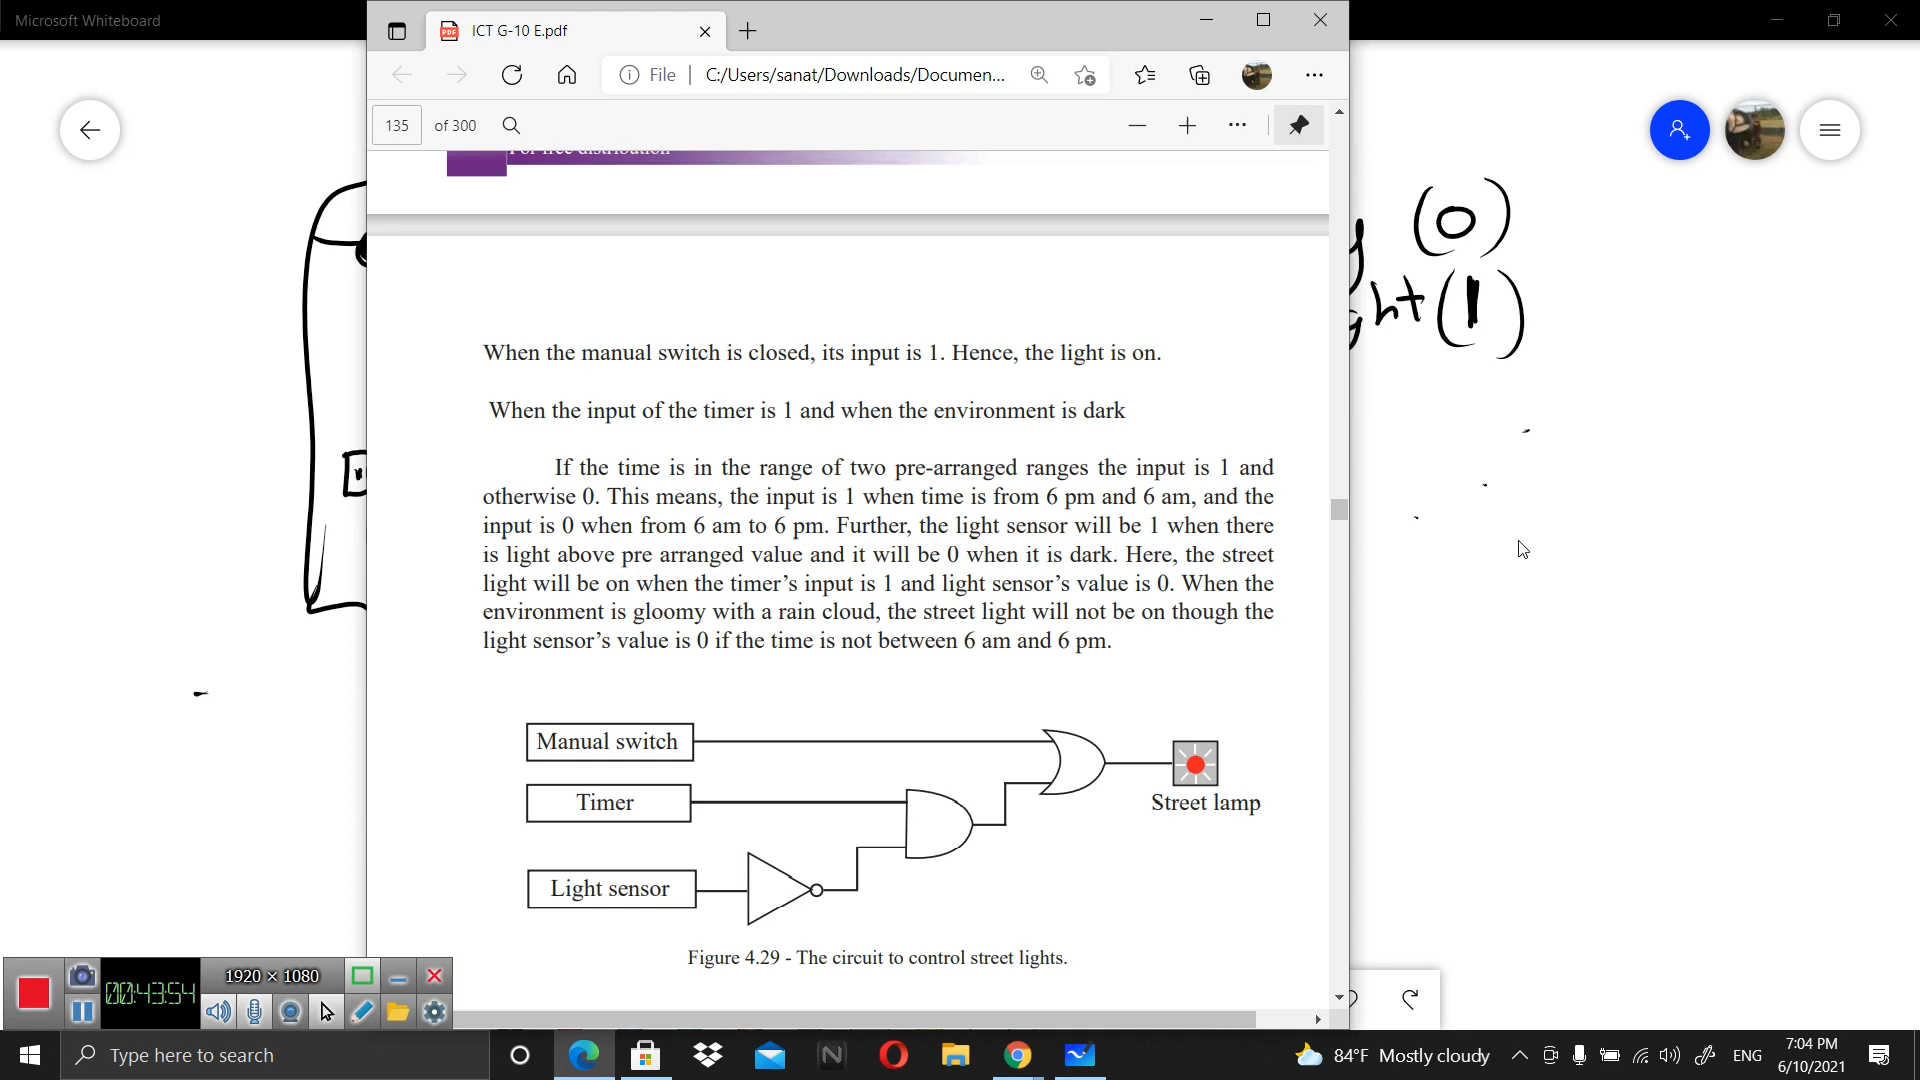 Microsoft Whiteboard
ICT G-10 E.pdf
File
C:/Users/sanat/Downloads/Documen...
135 of 300
For free distribution
(0)
ght (1)
When the manual switch is closed, its input is 1. Hence, the light is on.
When the input of the timer is 1 and when the environment is dark
If the time is in the range of two pre-arranged ranges the input is 1 and
otherwise 0. This means, the input is 1 when time is from 6 pm and 6 am, and the
input is 0 when from 6 am to 6 pm. Further, the light sensor will be 1 when there
is light above pre arranged value and it will be 0 when it is dark. Here, the street
light will be on when the timer's input is 1 and light sensor's value is 0. When the
environment is gloomy with a rain cloud, the street light will not be on though the
light sensor's value is 0 if the time is not between 6 am and 6 pm.
Manual switch
Timer
Street lamp
Light sensor
Figure 4.29 - The circuit to control street lights.
1920 × 1080
00:43:54
Type here to search
84°F Mostly cloudy
ENG
7:04 PM
6/10/2021